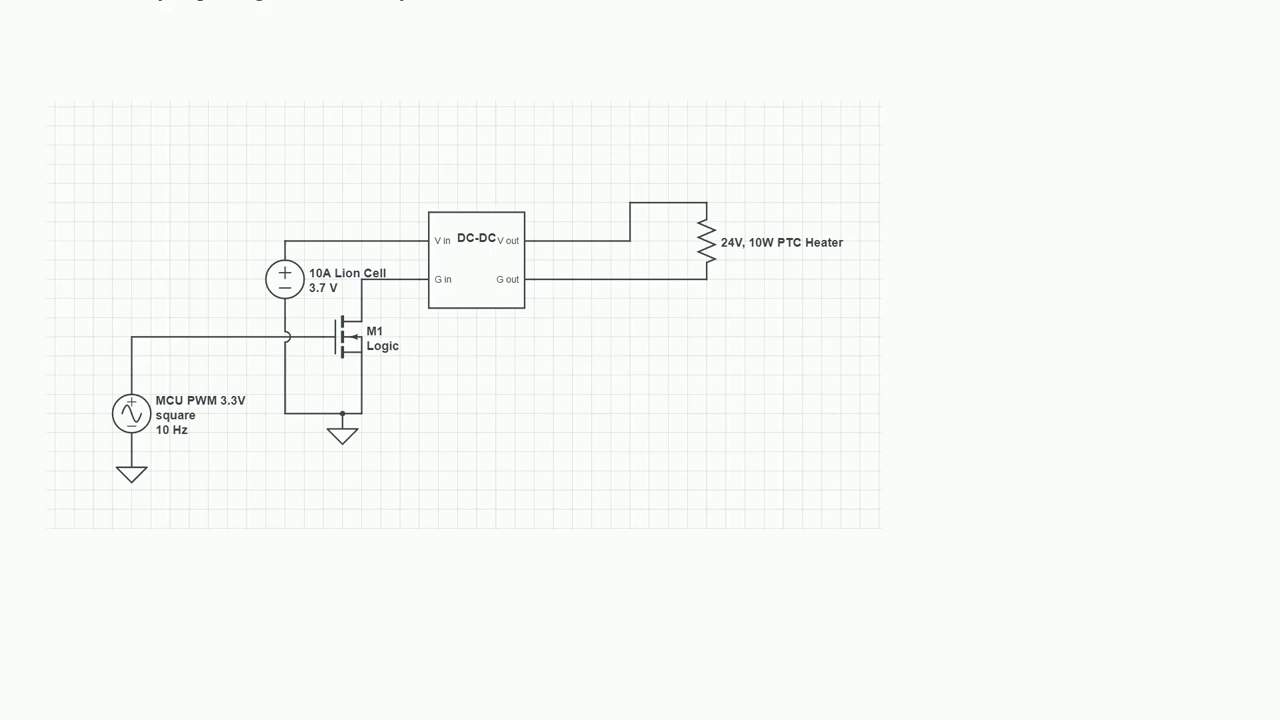 V in
DC-DC
V out
24V, 10W PTC Heater
10A Lion Cell
3.7 V
G in
G out
M1
Logic
MCU PWM 3.3V
square
10 Hz